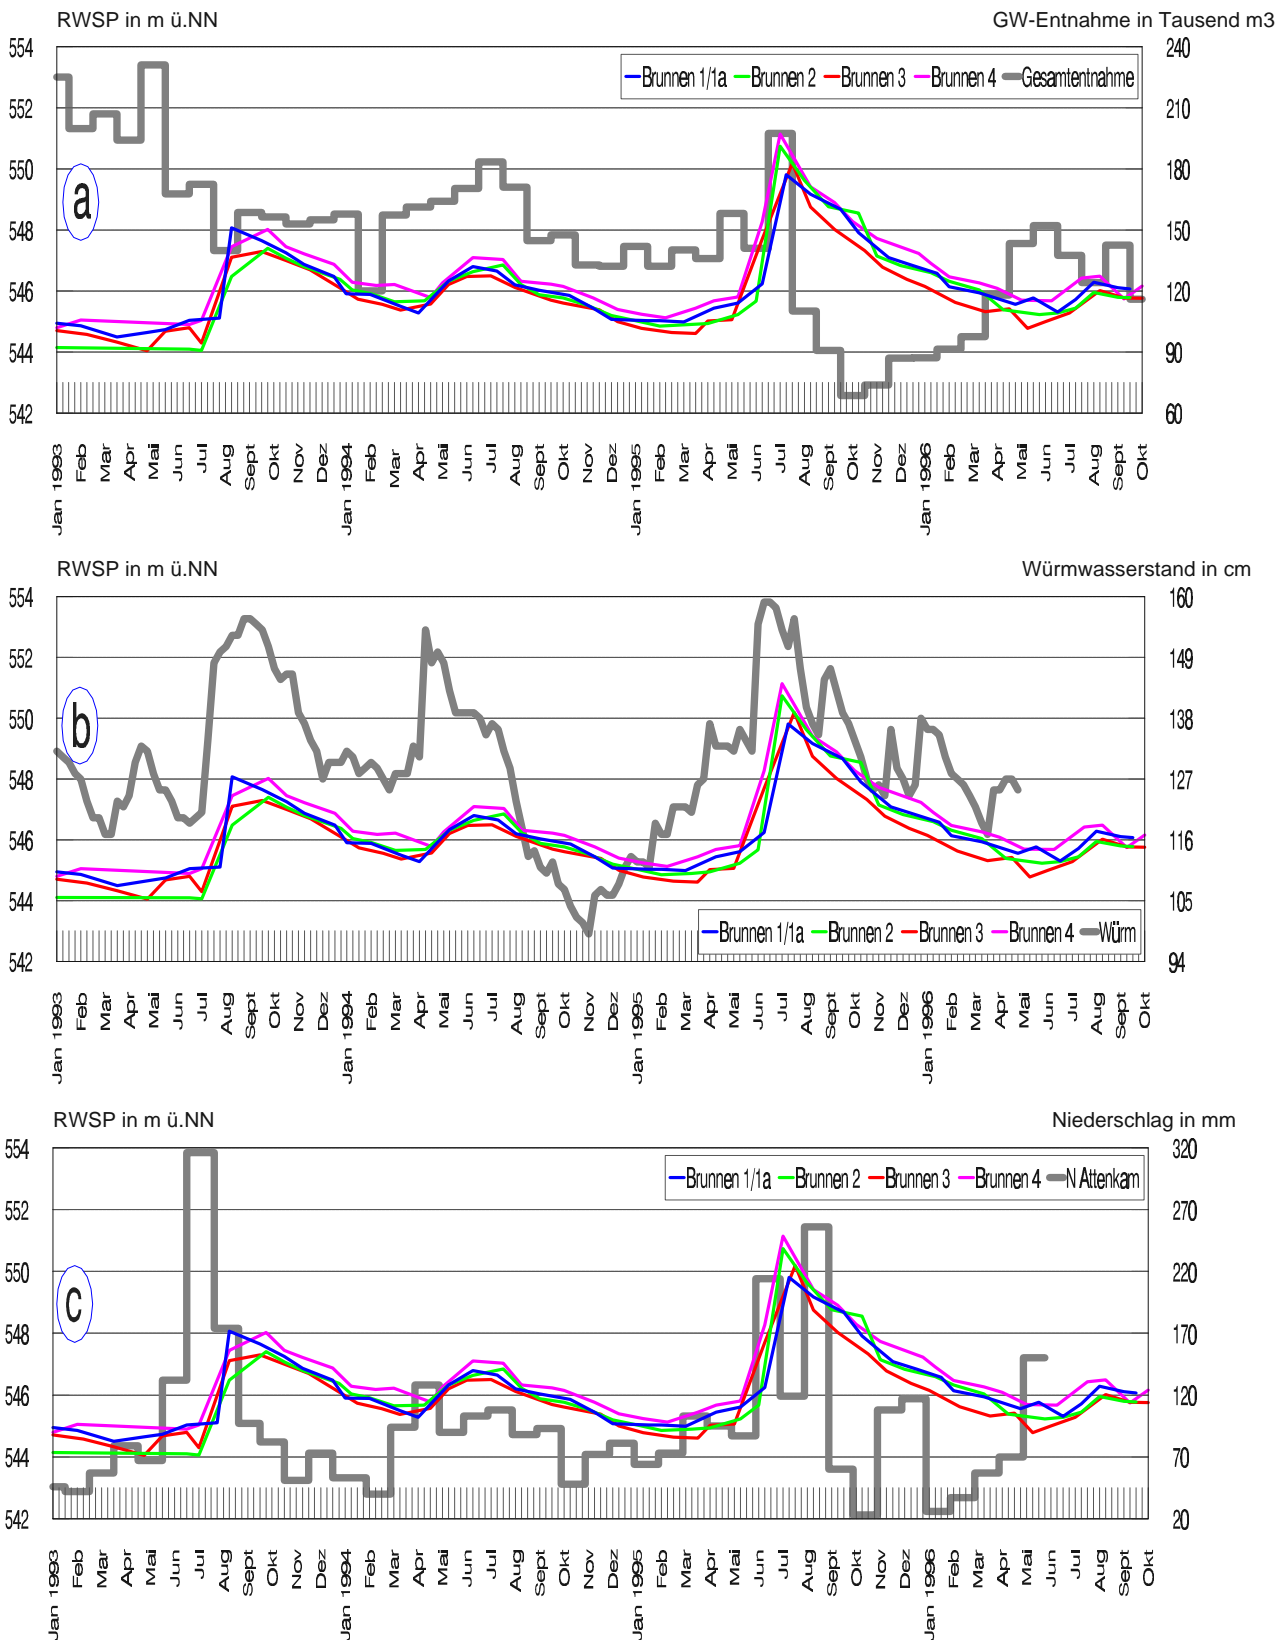 RWSP in m ü.NN GW-Entnahme in Tausend m3
554 240
Brunnen 1/1a Brunnen 2 Brunnen 3 Brunnen 4 Gesamtentnahme
552 210
550 180
a
548 150
546 120
544 90
542 60
Jan 1993 Feb Mar Apr Mai Jun Jul Aug Sept Okt Nov Dez Jan 1994 Feb Mar Apr Mai Jun Jul Aug Sept Okt Nov Dez Jan 1995 Feb Mar Apr Mai Jun Jul Aug Sept Okt Nov Dez Jan 1996 Feb Mar Apr Mai Jun Jul Aug Sept Okt
RWSP in m ü.NN Würmwasserstand in cm
554 160
552 149
550 138
b
548 127
546 116
544 105
Brunnen 1/1a Brunnen 2 Brunnen 3 Brunnen 4 Würm
542 94
Jan 1993 Feb Mar Apr Mai Jun Jul Aug Sept Okt Nov Dez Jan 1994 Feb Mar Apr Mai Jun Jul Aug Sept Okt Nov Dez Jan 1995 Feb Mar Apr Mai Jun Jul Aug Sept Okt Nov Dez Jan 1996 Feb Mar Apr Mai Jun Jul Aug Sept Okt
RWSP in m ü.NN Niederschlag in mm
554 320
Brunnen 1/1a Brunnen 2 Brunnen 3 Brunnen 4 N Attenkam
552 270
550 220
c
548 170
546 120
544 70
542 20
Jan 1993 Feb Mar Apr Mai Jun Jul Aug Sept Okt Nov Dez Jan 1994 Feb Mar Apr Mai Jun Jul Aug Sept Okt Nov Dez Jan 1995 Feb Mar Apr Mai Jun Jul Aug Sept Okt Nov Dez Jan 1996 Feb Mar Apr Mai Jun Jul Aug Sept Okt